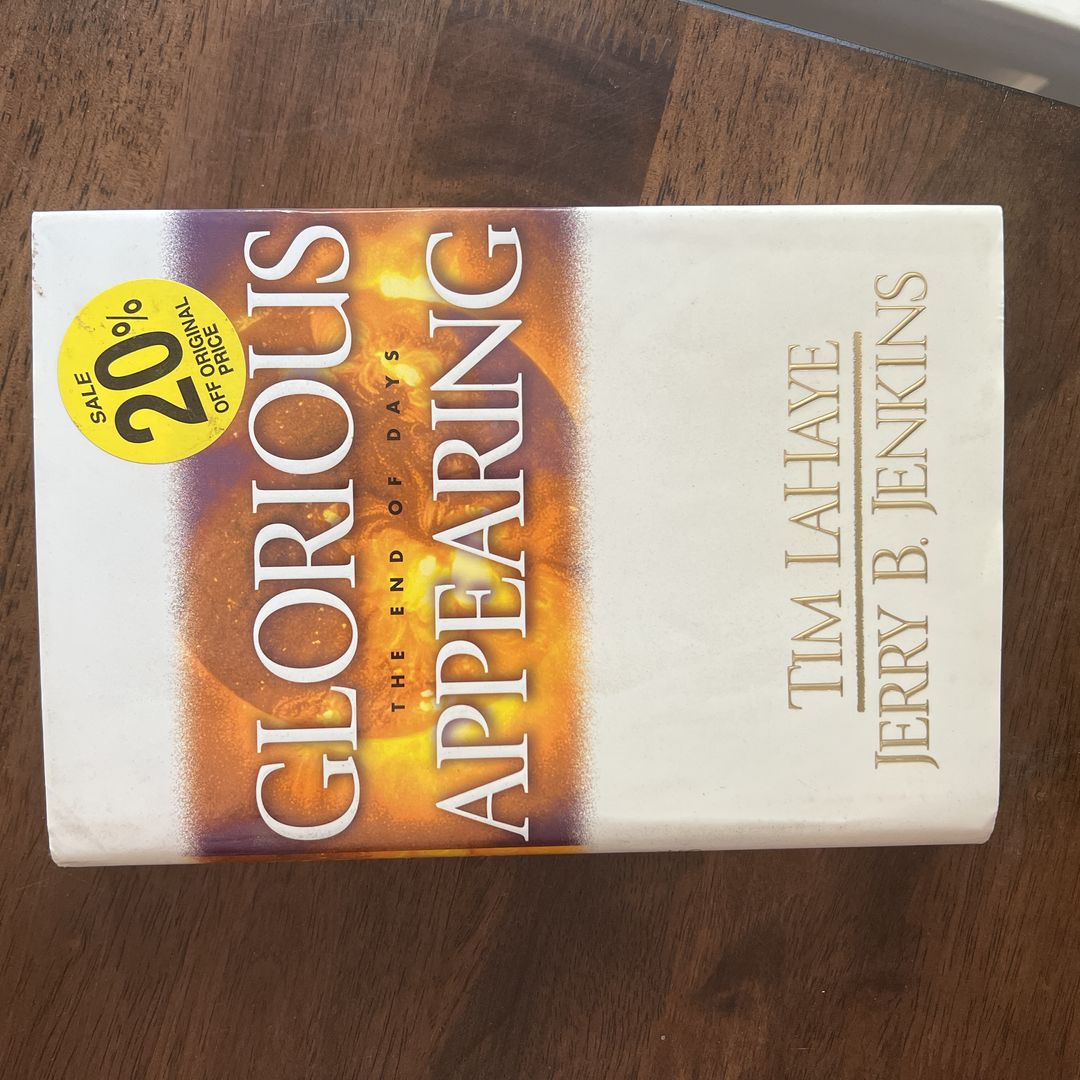 SALE
20%
OFF ORIGINAL
PRICE
GLORIOUS
THE END OF DAYS
APPEARING
TIM LAHAYE
JERRY B. JENKINS